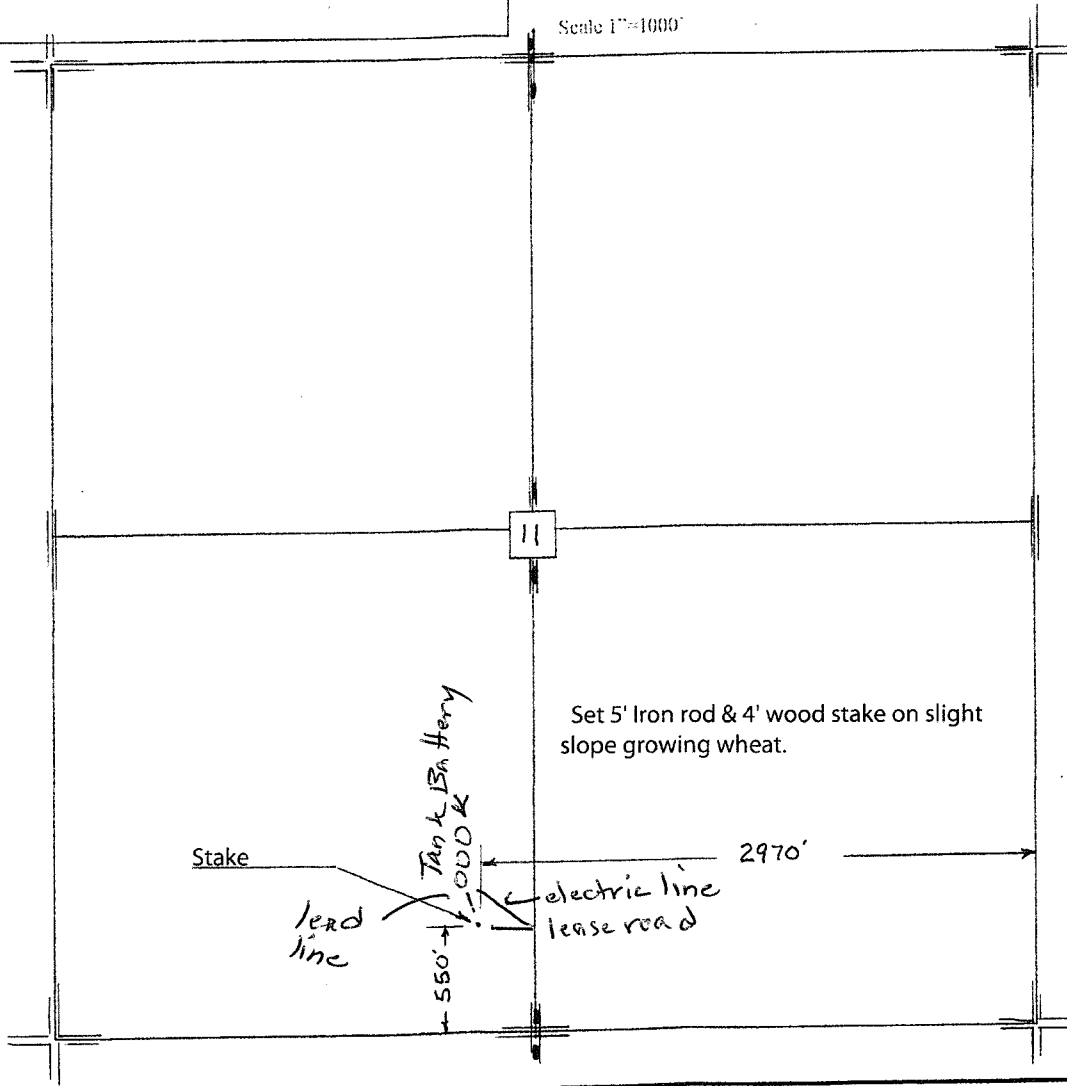 Scale 1"=1000'
11
Set 5' Iron rod & 4' wood stake on slight
slope growing wheat.
Tank Battery
Stake
2970'
electric line
lead
line
lease road
550'